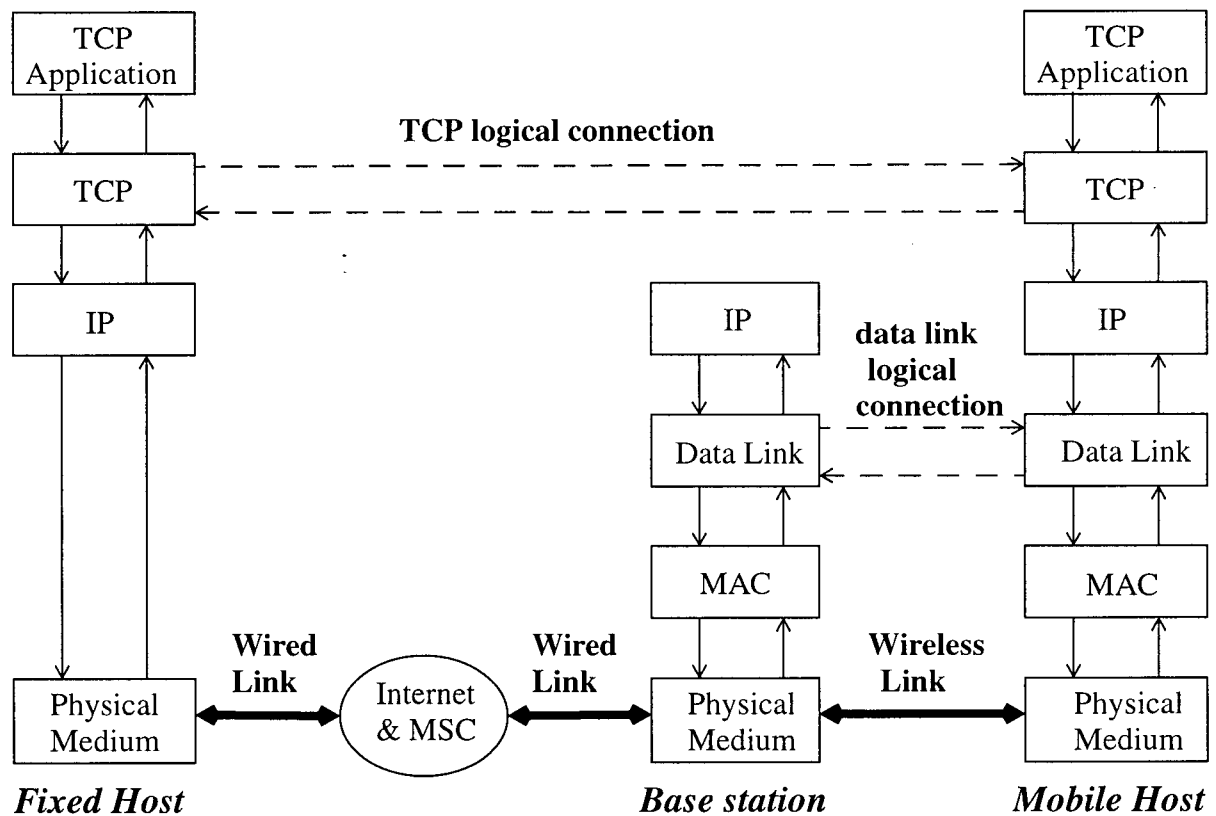 TCP
Application
TCP
Application
TCP logical connection
TCP
TCP
IP
IP
IP
data link
logical
connection
Data Link
Data Link
MAC
MAC
Wired
Link
Wired
Link
Wireless
Link
Physical
Medium
Internet
& MSC
Physical
Medium
Physical
Medium
Fixed Host
Base station
Mobile Host